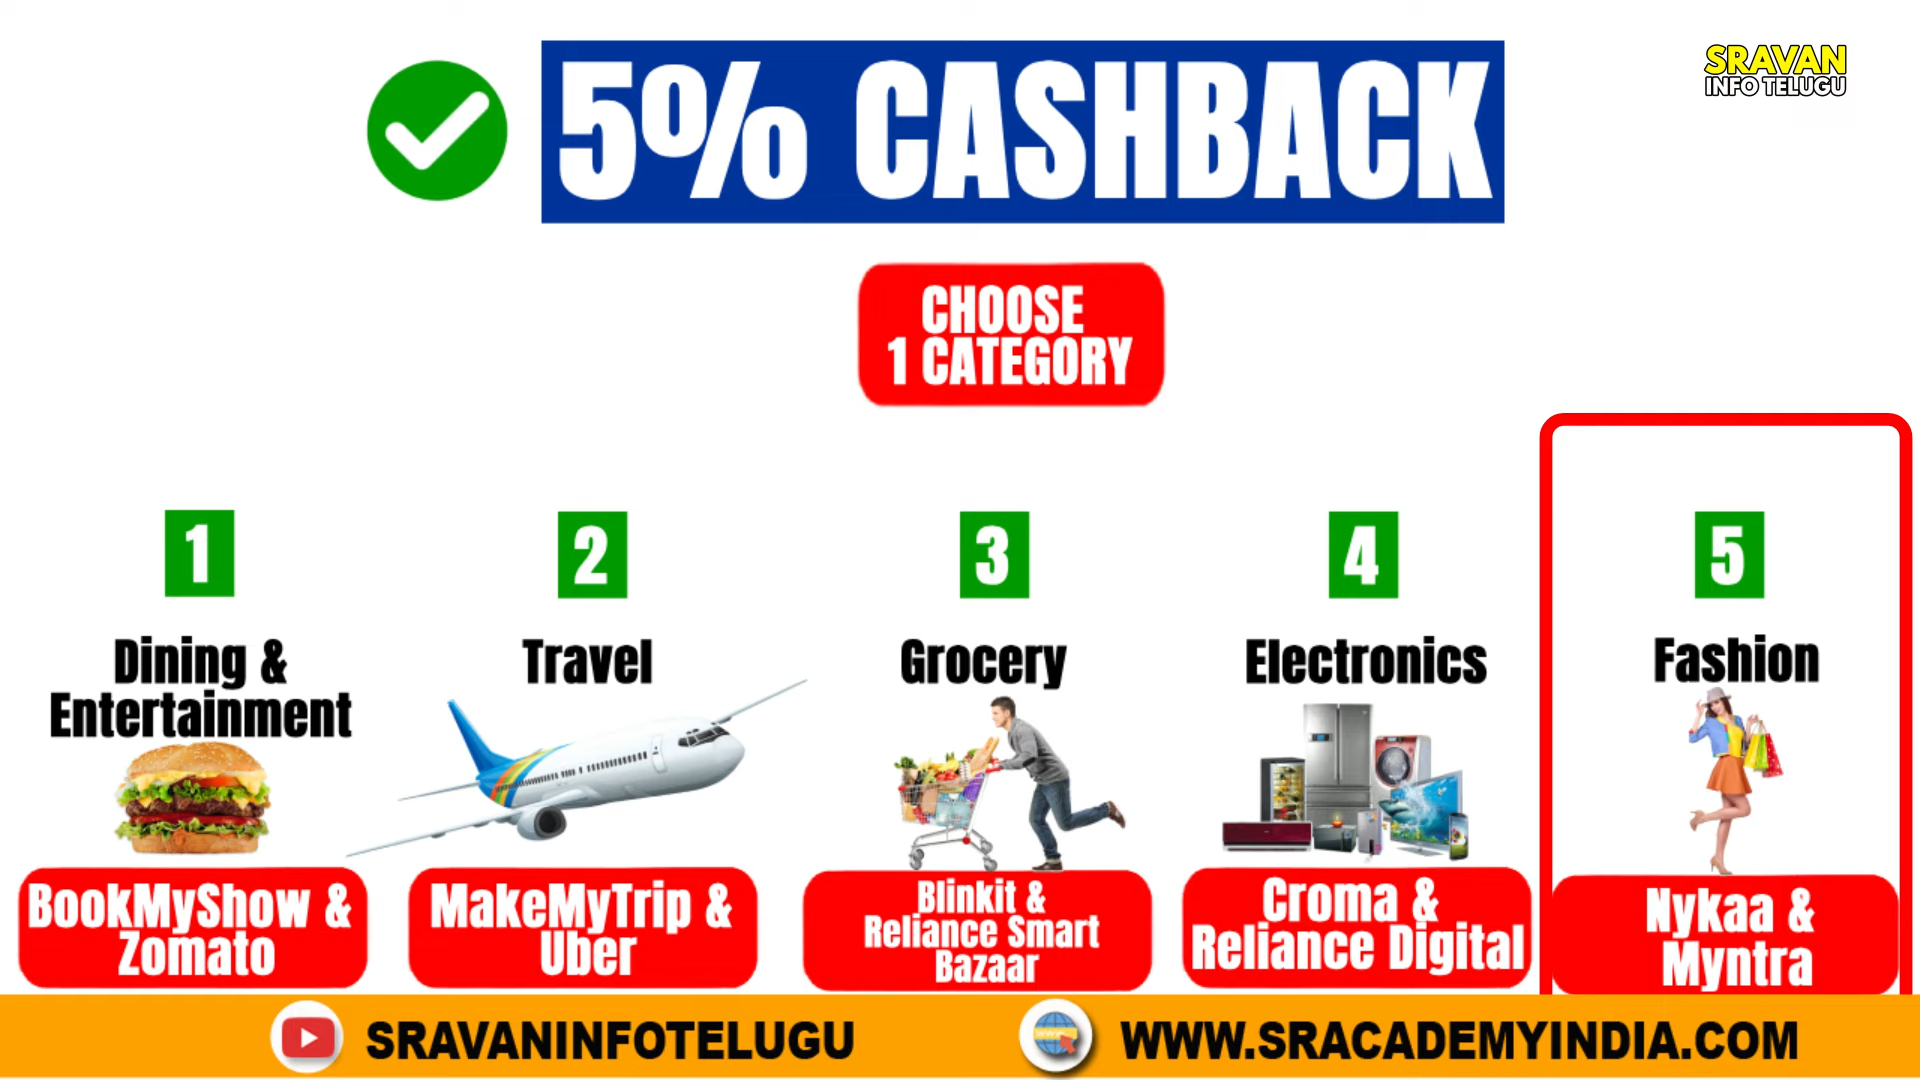 5% CASHBACK
SRAVAN
INFO TELUGU
CHOOSE
1 CATEGORY
1
2
3
4
5
Dining &
Entertainment
Travel
Grocery
Electronics
Fashion
BookMyShow &
Zomato
MakeMyTrip &
Uber
Blinkit &
Reliance Smart
Bazaar
Croma &
Reliance Digital
Nykaa &
Myntra
SRAVANINFOTELUGU
WWW.SRACADEMYINDIA.COM